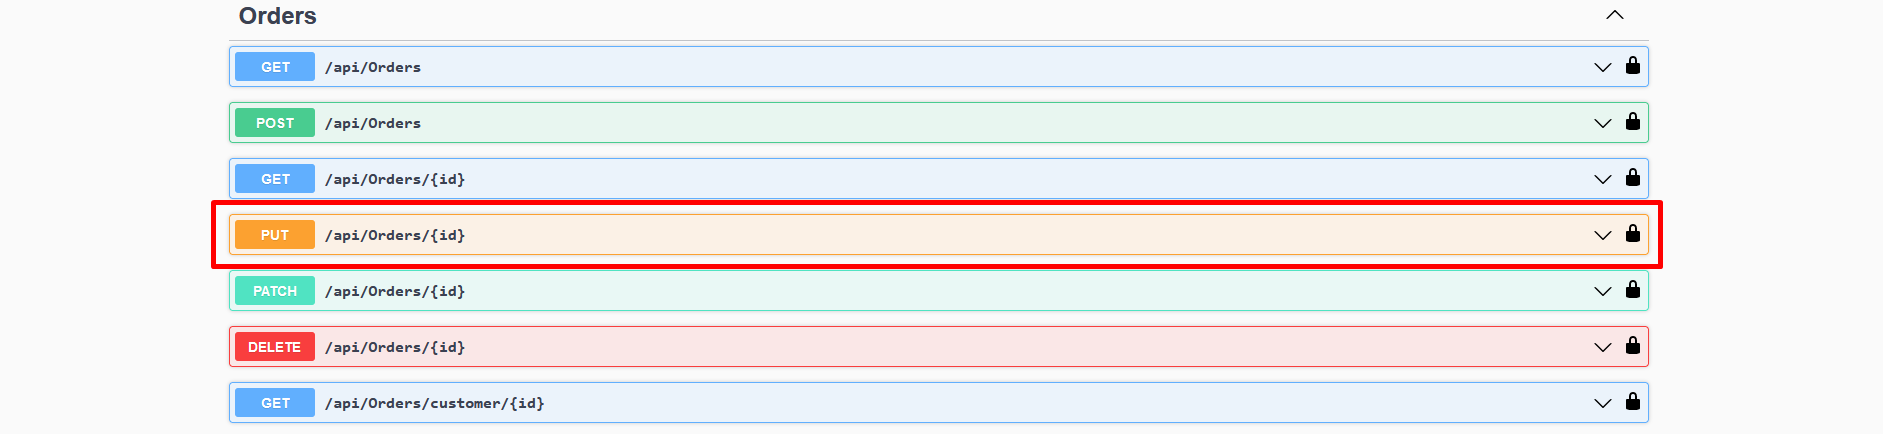 Orders
GET /api/Orders
POST /api/Orders
GET /api/Orders/{id}
PUT /api/Orders/{id}
PATCH /api/Orders/{id}
DELETE /api/Orders/{id}
GET /api/Orders/customer/{id}